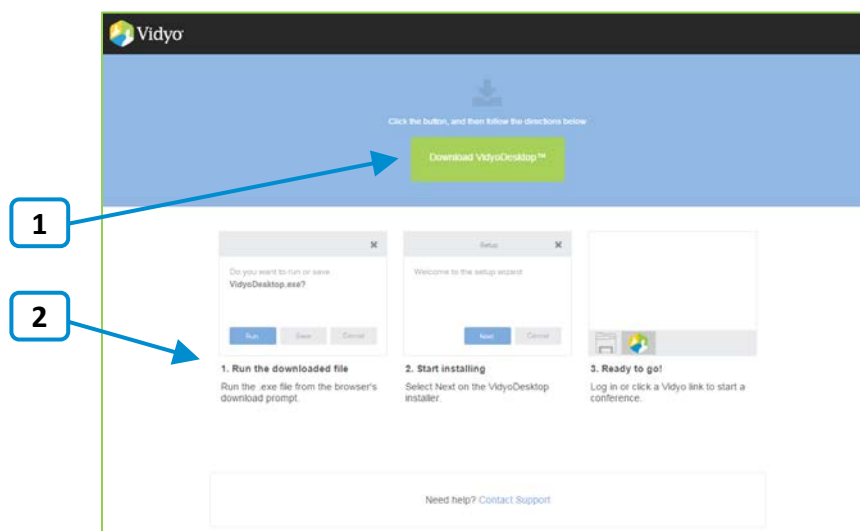 Vidyo
Click the button, and then follow the directions below
Download VidyoDesktop™
1
2
Do you want to run or save
VidyoDesktop.exe?
Run Save Cancel
Setup
Welcome to the setup wizard
Next Cancel
1. Run the downloaded file
Run the .exe file from the browser's
download prompt.
2. Start installing
Select Next on the VidyoDesktop
installer.
3. Ready to go!
Log in or click a Vidyo link to start a
conference.
Need help? Contact Support